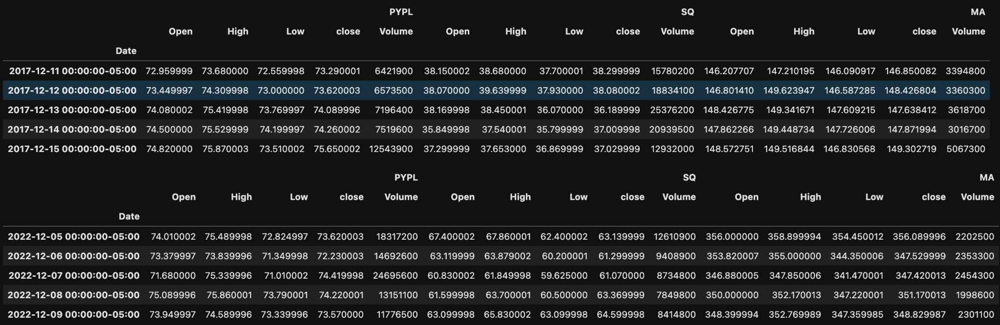 PYPL SQ MA
Open High Low close Volume Open High Low close Volume Open High Low close Volume
Date
2017-12-11 00:00:00-05:00 72.959999 73.680000 72.559998 73.290001 6421900 38.150002 38.680000 37.700001 38.299999 15780200 146.207707 147.210195 146.090917 146.850082 3394800
2017-12-12 00:00:00-05:00 73.449997 74.309998 73.000000 73.620003 6573500 38.070000 39.639999 37.930000 38.080002 18834100 146.801410 149.623947 146.587285 148.426804 3360300
2017-12-13 00:00:00-05:00 74.080002 75.419998 73.769997 74.089996 7196400 38.169998 38.450001 36.070000 36.189999 25376200 148.426775 149.341671 147.609215 147.638412 3618700
2017-12-14 00:00:00-05:00 74.500000 75.529999 74.199997 74.260002 7519600 35.849998 37.540001 35.799999 37.009998 20939500 147.862266 149.448734 147.726006 147.871994 3016700
2017-12-15 00:00:00-05:00 74.820000 75.870003 73.510002 75.650002 12543900 37.299999 37.653000 36.869999 37.029999 12932000 148.572751 149.516844 146.830568 149.302719 5067300
PYPL SQ MA
Open High Low close Volume Open High Low close Volume Open High Low close Volume
Date
2022-12-05 00:00:00-05:00 74.010002 75.489998 72.824997 73.620003 18317200 67.400002 67.860001 62.400002 63.139999 12610900 356.000000 358.899994 354.450012 356.089996 2202500
2022-12-06 00:00:00-05:00 73.379997 73.839996 71.349998 72.230003 14692600 63.119999 63.879002 60.200001 61.299999 9408900 353.820007 355.000000 344.350006 347.529999 2353300
2022-12-07 00:00:00-05:00 71.680000 75.339996 71.010002 74.419998 24695600 60.830002 61.849998 59.625000 61.070000 8734800 346.880005 347.850006 341.470001 347.420013 2454300
2022-12-08 00:00:00-05:00 75.089996 75.860001 73.790001 74.220001 13151100 61.599998 63.700001 60.500000 63.369999 7849800 350.000000 352.170013 347.220001 351.170013 1998600
2022-12-09 00:00:00-05:00 73.949997 74.589996 73.339996 73.570000 11776500 63.099998 65.830002 63.099998 64.599998 8414800 348.399994 352.769989 347.359985 348.829987 2301100